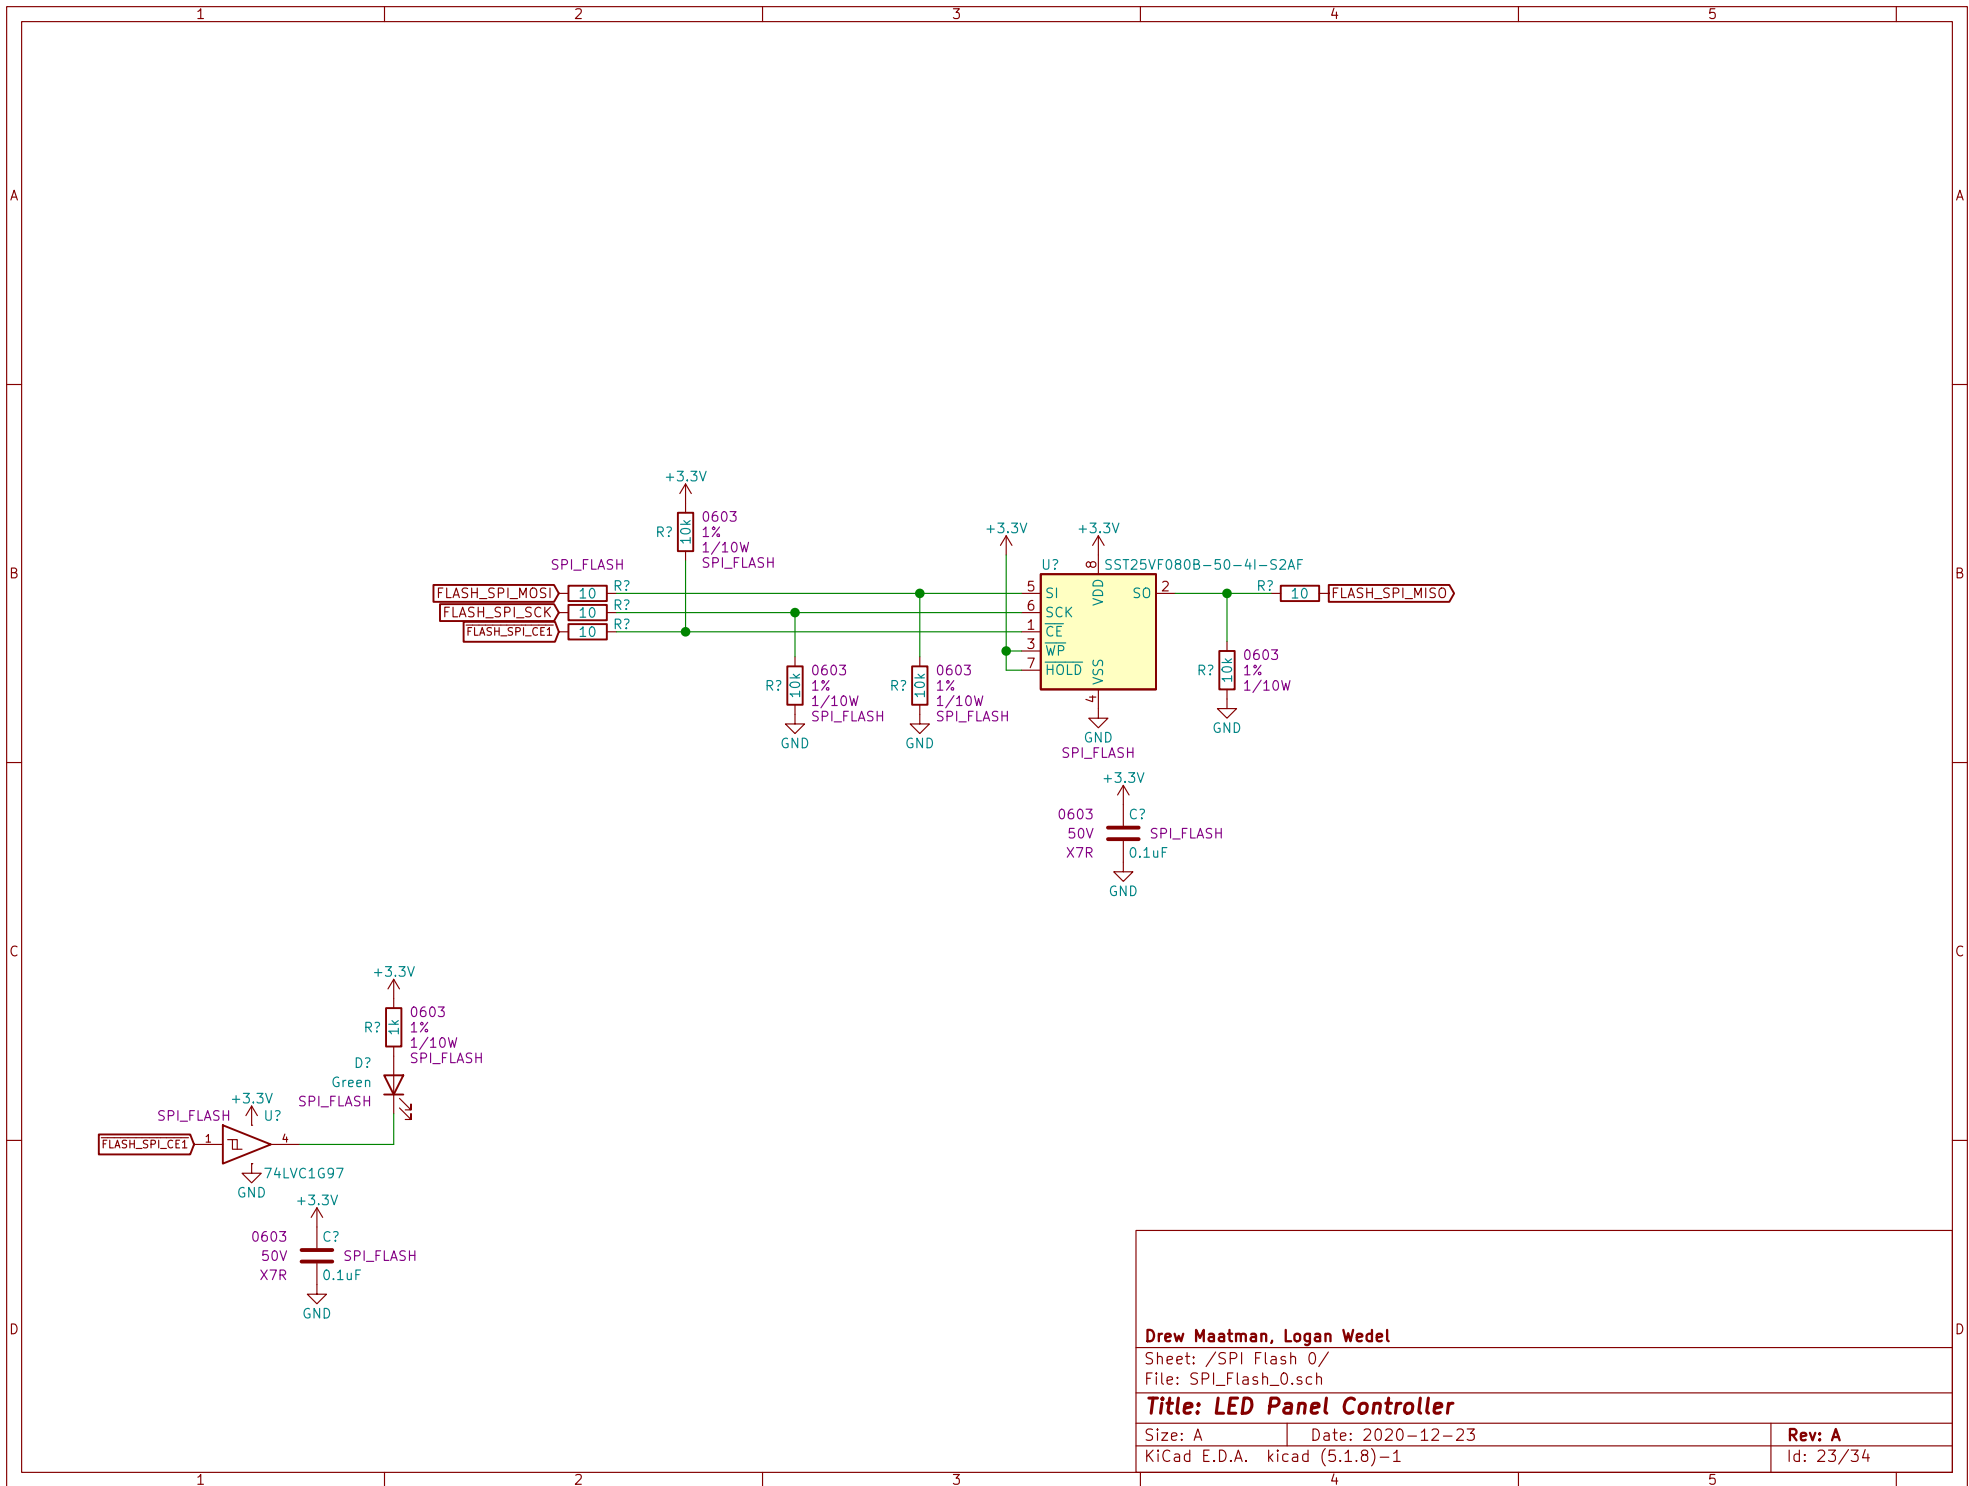 1 2 3 4 5
A A
B B
C C
D D
+3.3V
R? 10k 0603
1%
1/10W
SPI_FLASH
SPI_FLASH
FLASH_SPI_MOSI 10 R?
FLASH_SPI_SCK 10 R?
FLASH_SPI_CE1 10 R?
R? 10k 0603
1%
1/10W
SPI_FLASH
GND
R? 10k 0603
1%
1/10W
SPI_FLASH
GND
+3.3V +3.3V
U? 8 SST25VF080B-50-4I-S2AF
5 SI VDD SO 2
6 SCK
1 CE
3 WP
7 HOLD VSS
4
GND
SPI_FLASH
R? 10 FLASH_SPI_MISO
R? 10k 0603
1%
1/10W
GND
+3.3V
0603 C?
50V SPI_FLASH
X7R 0.1uF
GND
+3.3V
R? 1k 0603
1%
1/10W
SPI_FLASH
D?
Green
SPI_FLASH
+3.3V
SPI_FLASH U?
FLASH_SPI_CE1 1 4
74LVC1G97
GND
+3.3V
0603 C?
50V SPI_FLASH
X7R 0.1uF
GND
Drew Maatman, Logan Wedel
Sheet: /SPI Flash 0/
File: SPI_Flash_0.sch
Title: LED Panel Controller
Size: A Date: 2020-12-23 Rev: A
KiCad E.D.A. kicad (5.1.8)-1 Id: 23/34
1 2 3 4 5